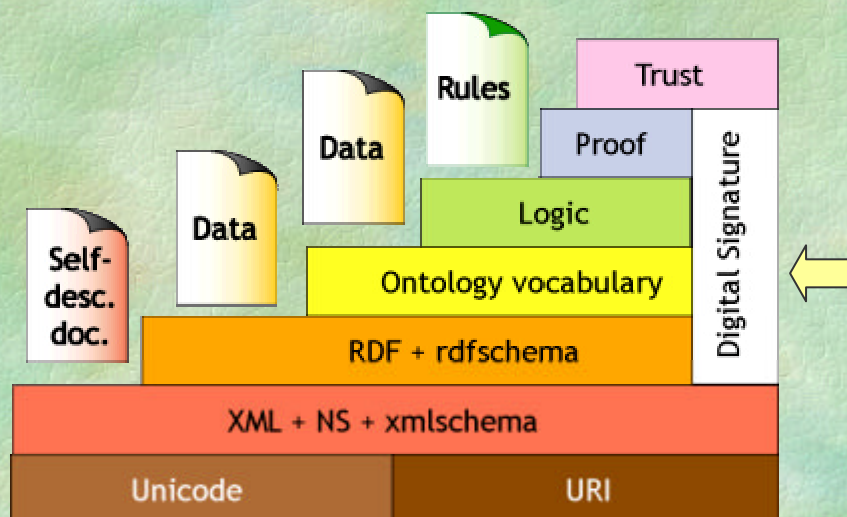 Rules
Trust
Data
Proof
Data
Logic
Self-
desc.
doc.
Ontology vocabulary
Digital Signature
RDF + rdfschema
XML + NS + xmlschema
Unicode
URI